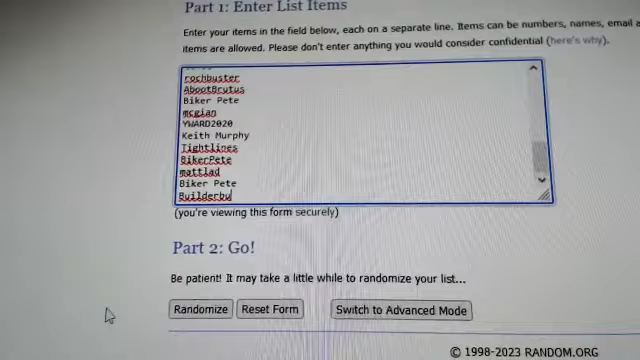 Part 1: Enter List Items
Enter your items in the field below, each on a separate line. Items can be numbers, names, email a
items are allowed. Please don't enter anything you would consider confidential (here's why).
rochbuster
AbootBrutus
Biker Pete
mcgian
YWARD2020
Keith Murphy
Tightlines
BikerPete
mattlad
Biker Pete
Builderbu
(you're viewing this form securely)
Part 2: Go!
Be patient! It may take a little while to randomize your list...
Randomize Reset Form Switch to Advanced Mode
© 1998-2023 RANDOM.ORG